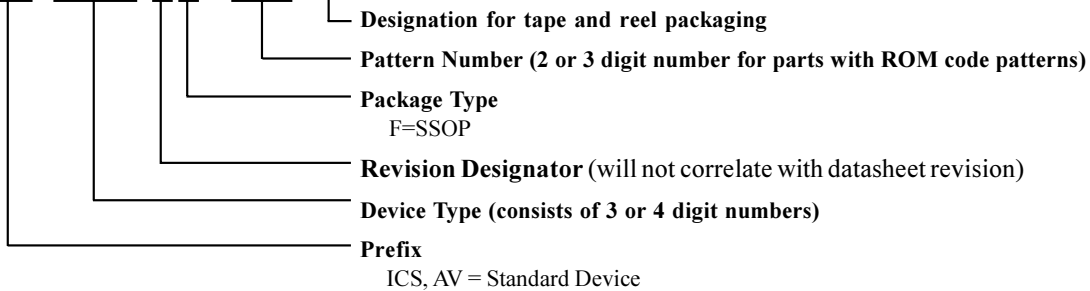 Designation for tape and reel packaging
Pattern Number (2 or 3 digit number for parts with ROM code patterns)
Package Type
F=SSOP
Revision Designator (will not correlate with datasheet revision)
Device Type (consists of 3 or 4 digit numbers)
Prefix
ICS, AV = Standard Device